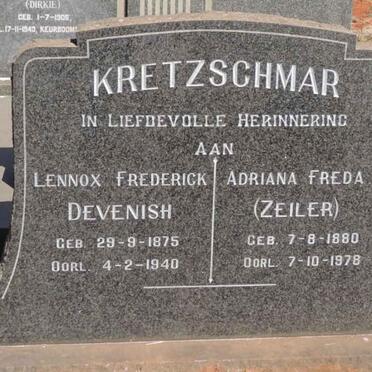 (DIRKIE)
GEB. 1-7-1906,
17-11-1940, KEURBOOM
KRETZSCHMAR
IN LIEFDEVOLLE HERINNERING
AAN
LENNOX FREDERICK
DEVENISH
GEB. 29-9-1875
OORL. 4-2-1940
ADRIANA FREDA
(ZEILER)
GEB. 7-8-1880
OORL. 7-10-1978